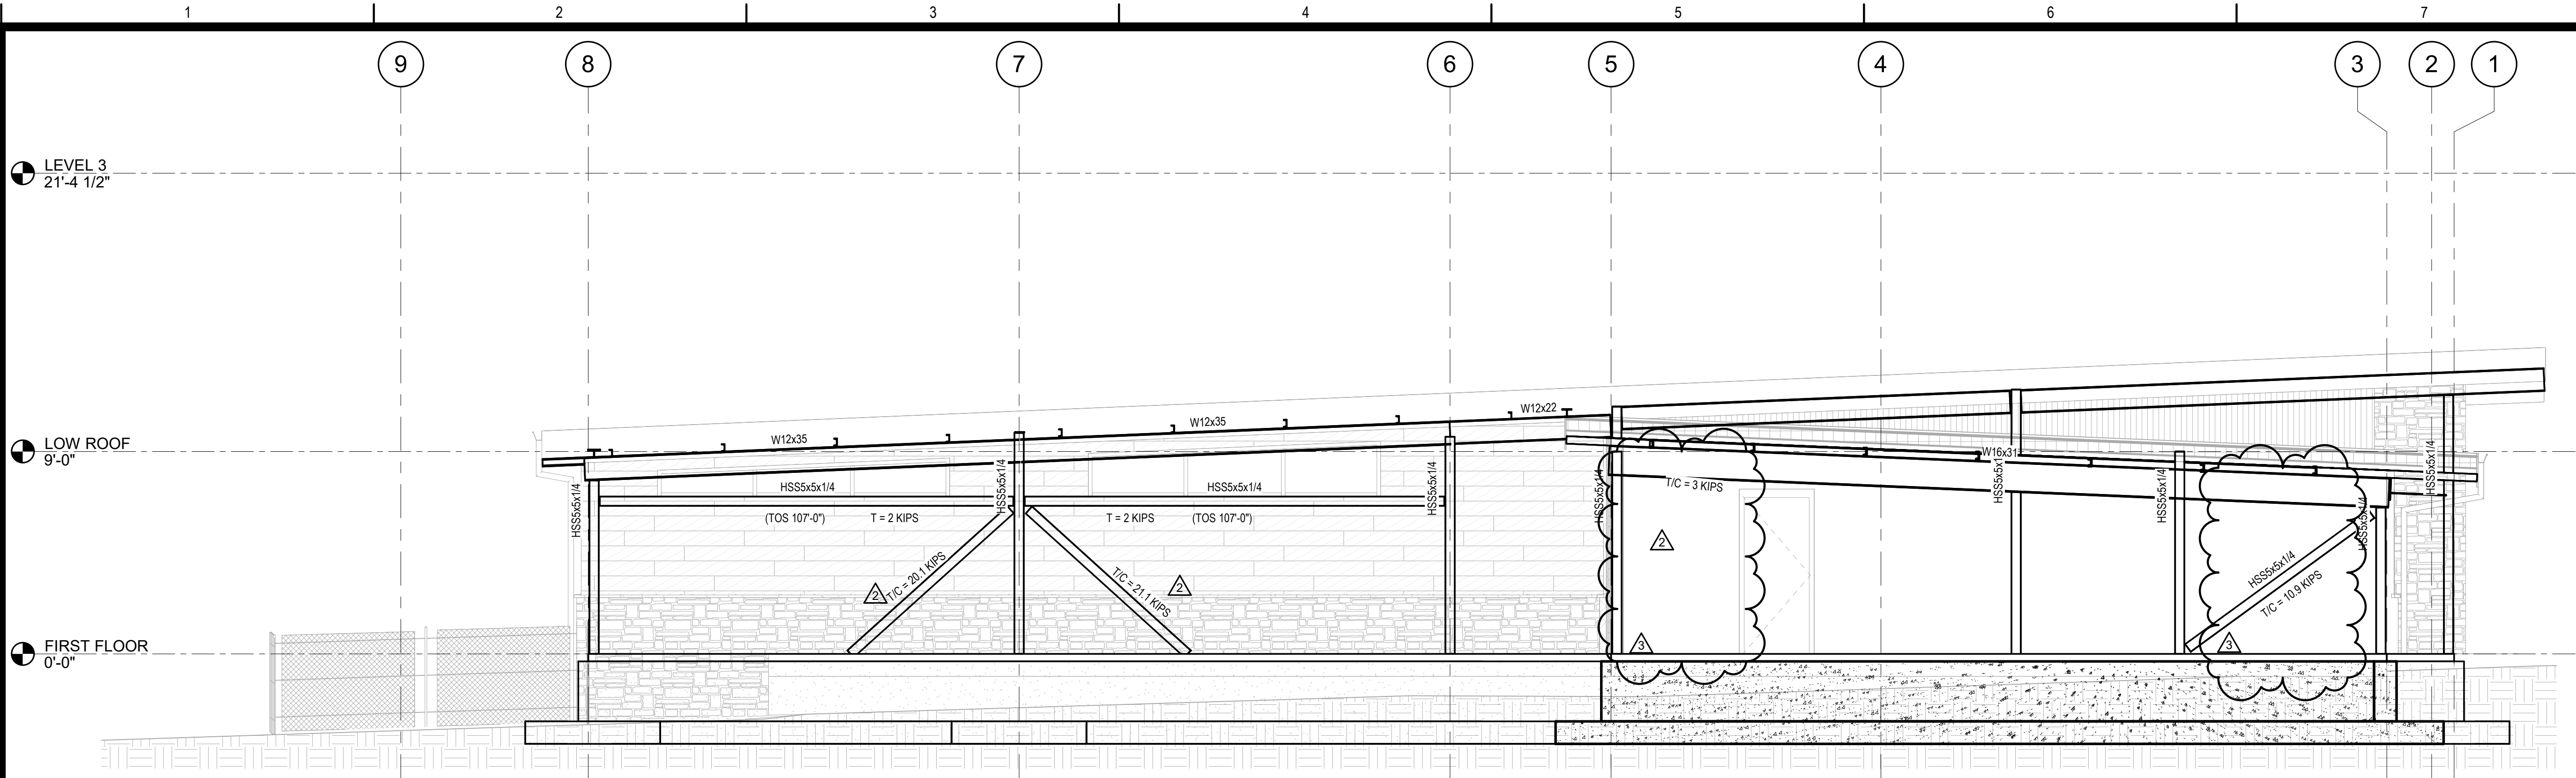 1 2 3 4 5 6 7
9 8 7 6 5 4 3 2 1
LEVEL 3
21'-4 1/2"
LOW ROOF
9'-0"
FIRST FLOOR
0'-0"
W12x35
W12x35
W12x22
W16x31
HSS5x5x1/4
HSS5x5x1/4
HSS5x5x1/4
(TOS 107'-0")
T = 2 KIPS
HSS5x5x1/4
T = 2 KIPS
(TOS 107'-0")
HSS5x5x1/4
T/C = 20.1 KIPS
2
T/C = 21.1 KIPS
2
HSS5x5x1/4
T/C = 3 KIPS
2
3
HSS5x5x1
HSS5x5x1/4
HSS5x5x1/4
HSS5x5x1/4
HSS5x5x1/4
T/C = 10.9 KIPS
3